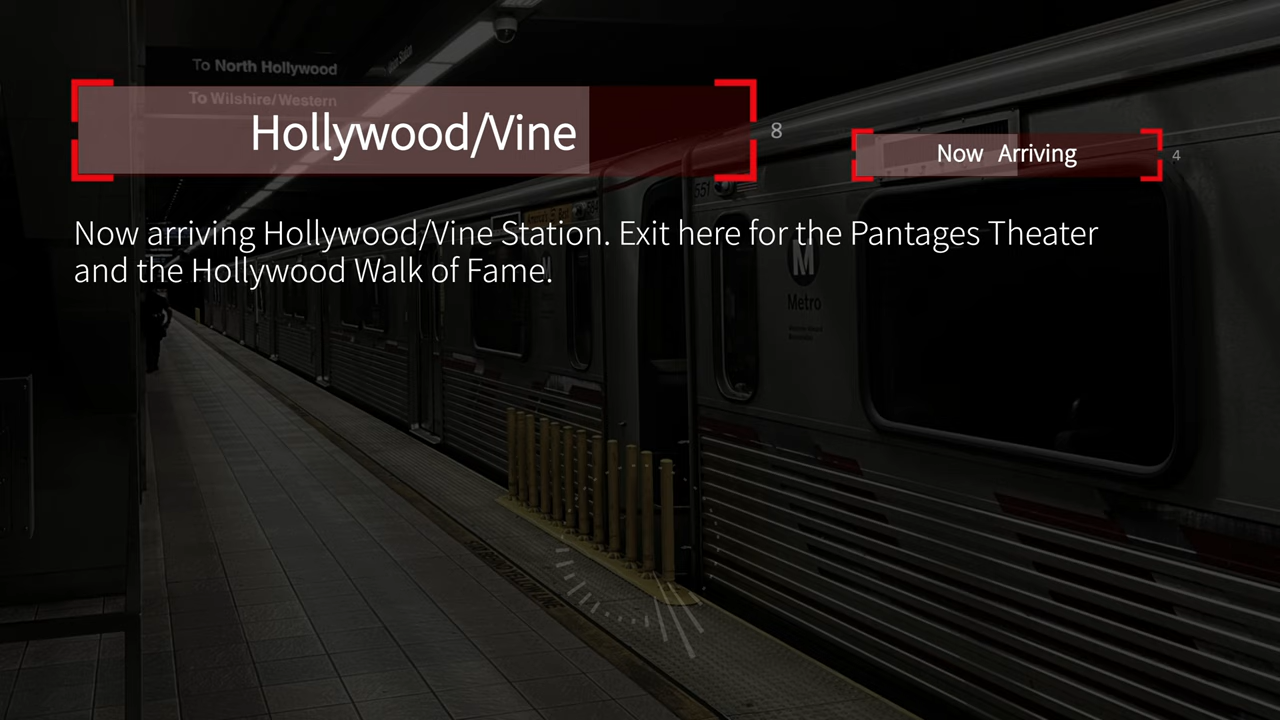 To North Hollywood
To Wilshire/Western
Hollywood/Vine
8
Now Arriving
4
Now arriving Hollywood/Vine Station. Exit here for the Pantages Theater
and the Hollywood Walk of Fame.
551
M
Metro